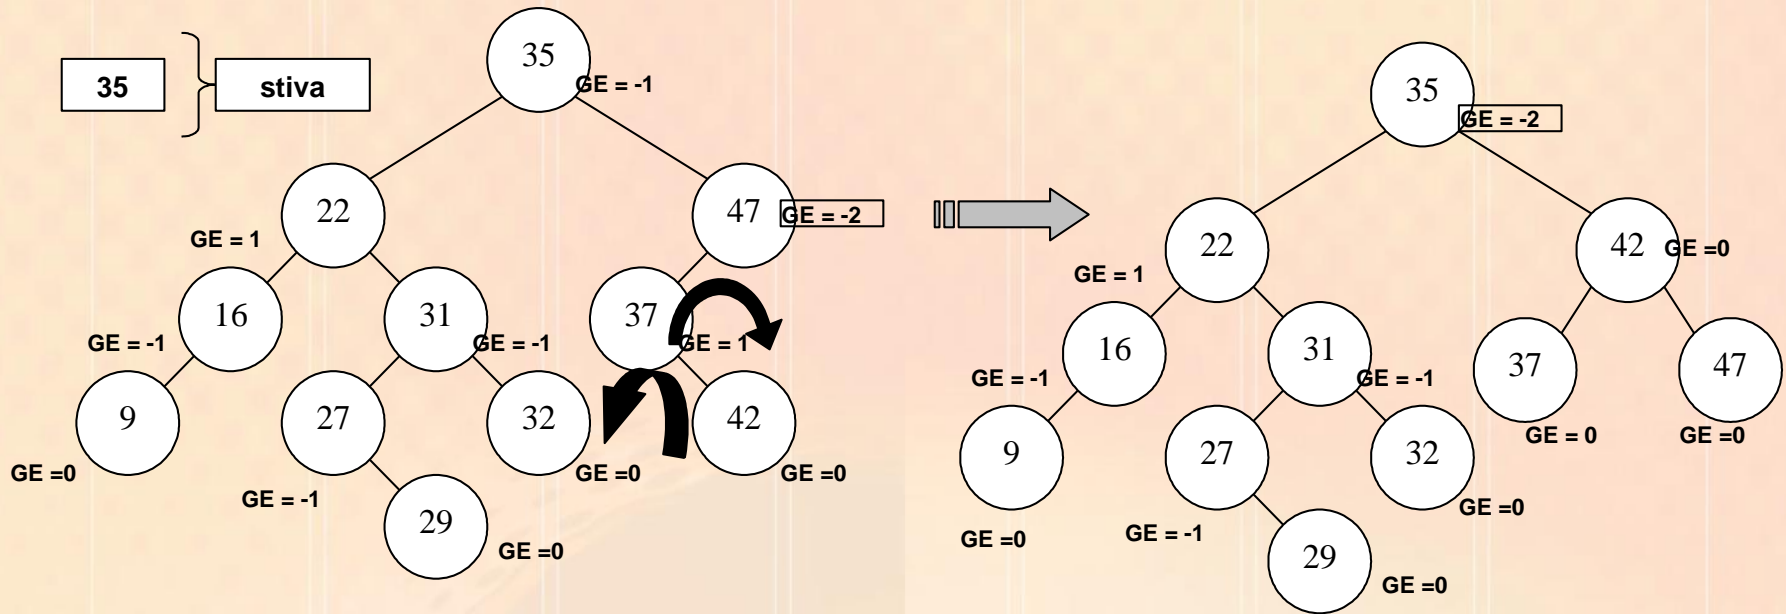 35
stiva
35
GE = -1
22
GE = 1
47
GE = -2
16
GE = -1
31
GE = -1
37
GE = 1
9
GE =0
27
GE = -1
32
GE =0
42
GE =0
29
GE =0
35
GE = -2
22
GE = 1
42
GE =0
16
GE = -1
31
GE = -1
37
GE = 0
47
GE =0
9
GE =0
27
GE = -1
32
GE =0
29
GE =0